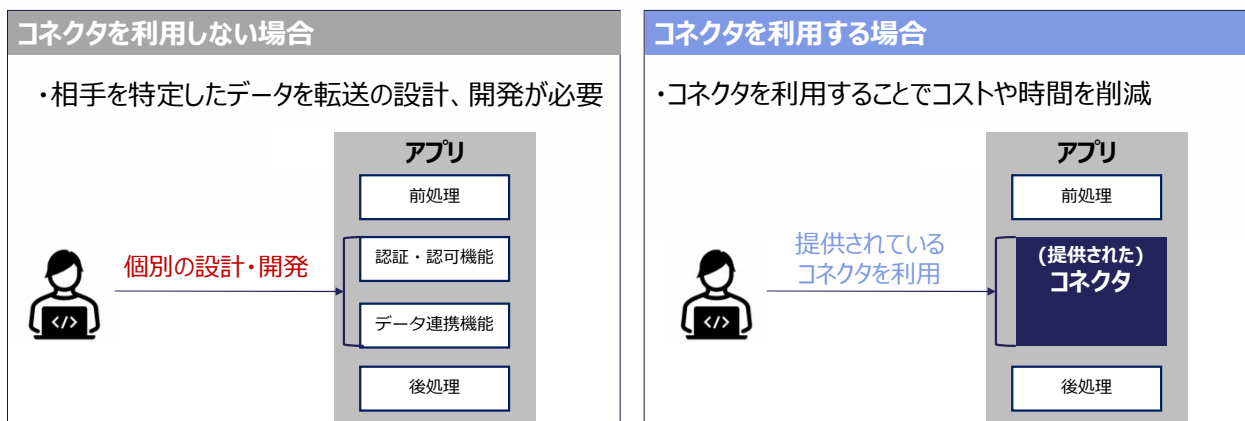 コネクタを利用しない場合
・相手を特定したデータを転送の設計、開発が必要
アプリ
前処理
認証・認可機能
個別の設計・開発
</>
データ連携機能
後処理
コネクタを利用する場合
・コネクタを利用することでコストや時間を削減
アプリ
前処理
提供されている
コネクタを利用
(提供された)
コネクタ
</>
後処理